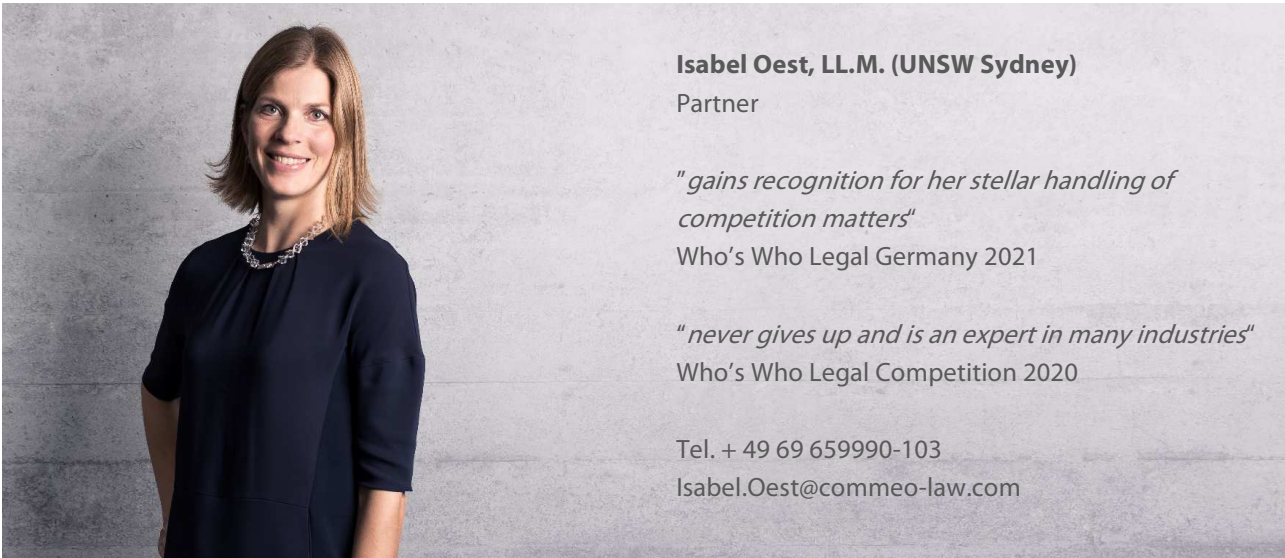 Isabel Oest, LL.M. (UNSW Sydney)
Partner
"gains recognition for her stellar handling of
competition matters“
Who’s Who Legal Germany 2021
“never gives up and is an expert in many industries“
Who’s Who Legal Competition 2020
Tel. + 49 69 659990-103
Isabel.Oest@commeo-law.com